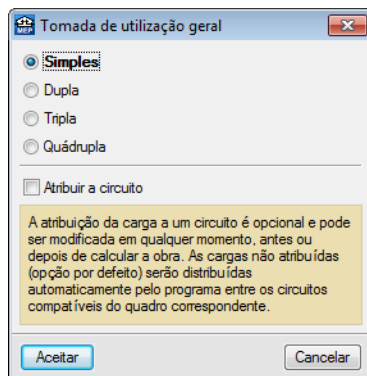 MEP Tomada de utilização geral
Simples
Dupla
Tripla
Quádrupla
Atribuir a circuito
A atribuição da carga a um circuito é opcional e pode
ser modificada em qualquer momento, antes ou
depois de calcular a obra. As cargas não atribuídas
(opção por defeito) serão distribuídas
automaticamente pelo programa entre os circuitos
compatíveis do quadro correspondente.
Aceitar Cancelar